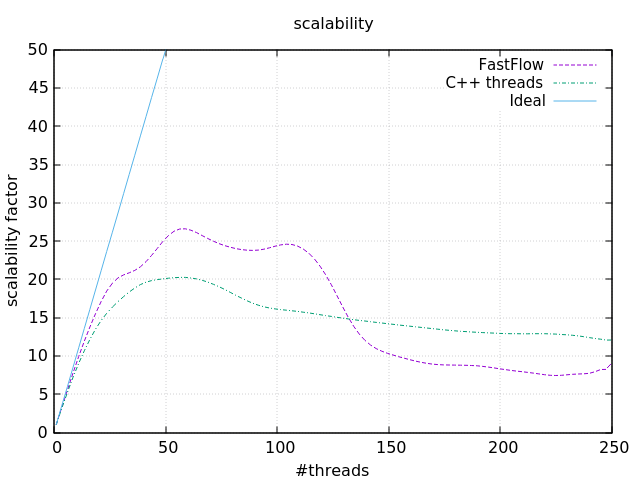 scalability
FastFlow
C++ threads
Ideal
50
45
40
35
30
25
20
15
10
5
0
scalability factor
0 50 100 150 200 250
#threads